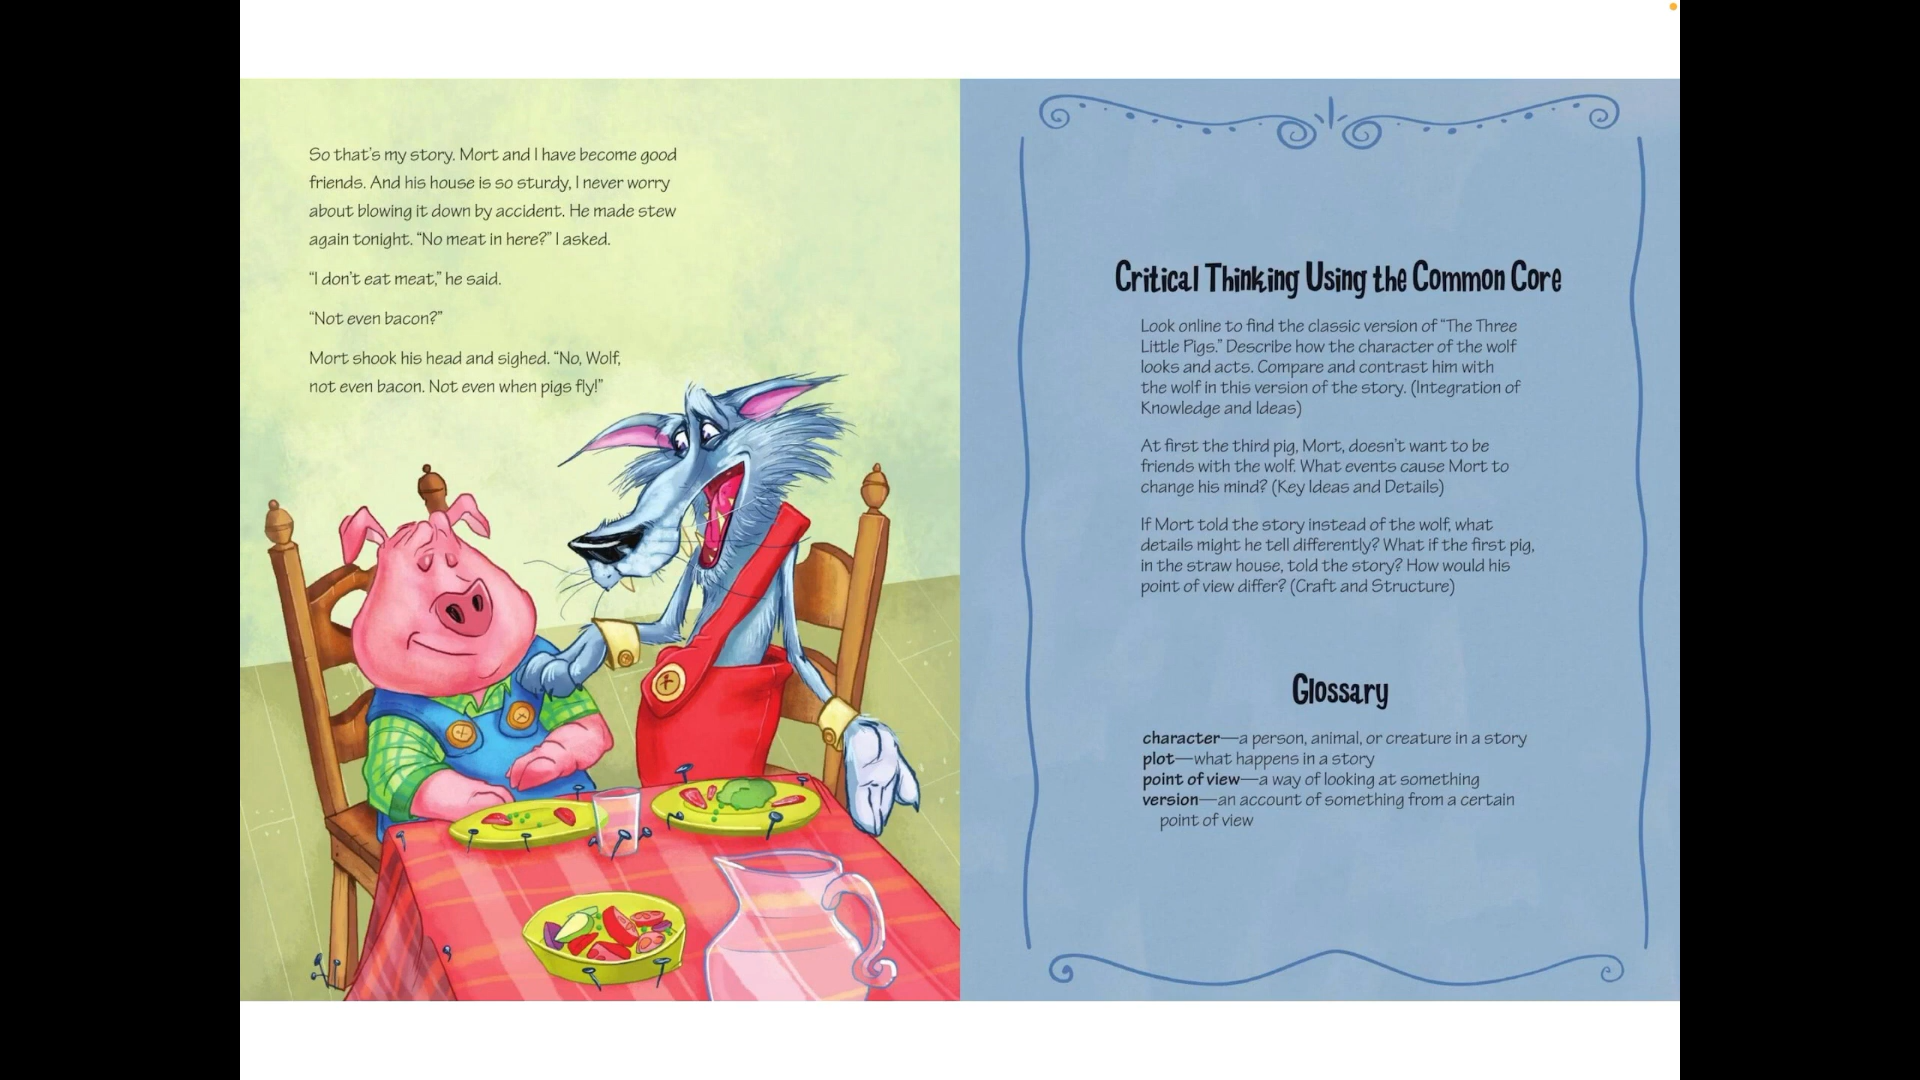 So that's my story. Mort and I have become good
friends. And his house is so sturdy, I never worry
about blowing it down by accident. He made stew
again tonight. “No meat in here?” I asked.
“I don't eat meat,” he said.
“Not even bacon?”
Mort shook his head and sighed. “No, Wolf,
not even bacon. Not even when pigs fly!”
Critical Thinking Using the Common Core
Look online to find the classic version of “The Three
Little Pigs.” Describe how the character of the wolf
looks and acts. Compare and contrast him with
the wolf in this version of the story. (Integration of
Knowledge and Ideas)
At first the third pig, Mort, doesn't want to be
friends with the wolf. What events cause Mort to
change his mind? (Key Ideas and Details)
If Mort told the story instead of the wolf, what
details might he tell differently? What if the first pig,
in the straw house, told the story? How would his
point of view differ? (Craft and Structure)
Glossary
character—a person, animal, or creature in a story
plot—what happens in a story
point of view—a way of looking at something
version—an account of something from a certain
point of view